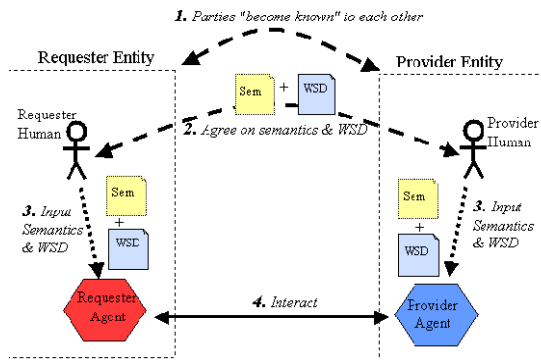 1. Parties "become known" io each other
Requester Entity
Provider Entity
Sem
+
WSD
2. Agree on semantics & WSD
Requester
Human
Provider
Human
Sem
+
WSD
3. Input
Semantics
& WSD
Sem
+
WSD
3. Input
Semantics
& WSD
Requester
Agent
4. Interact
Provider
Agent